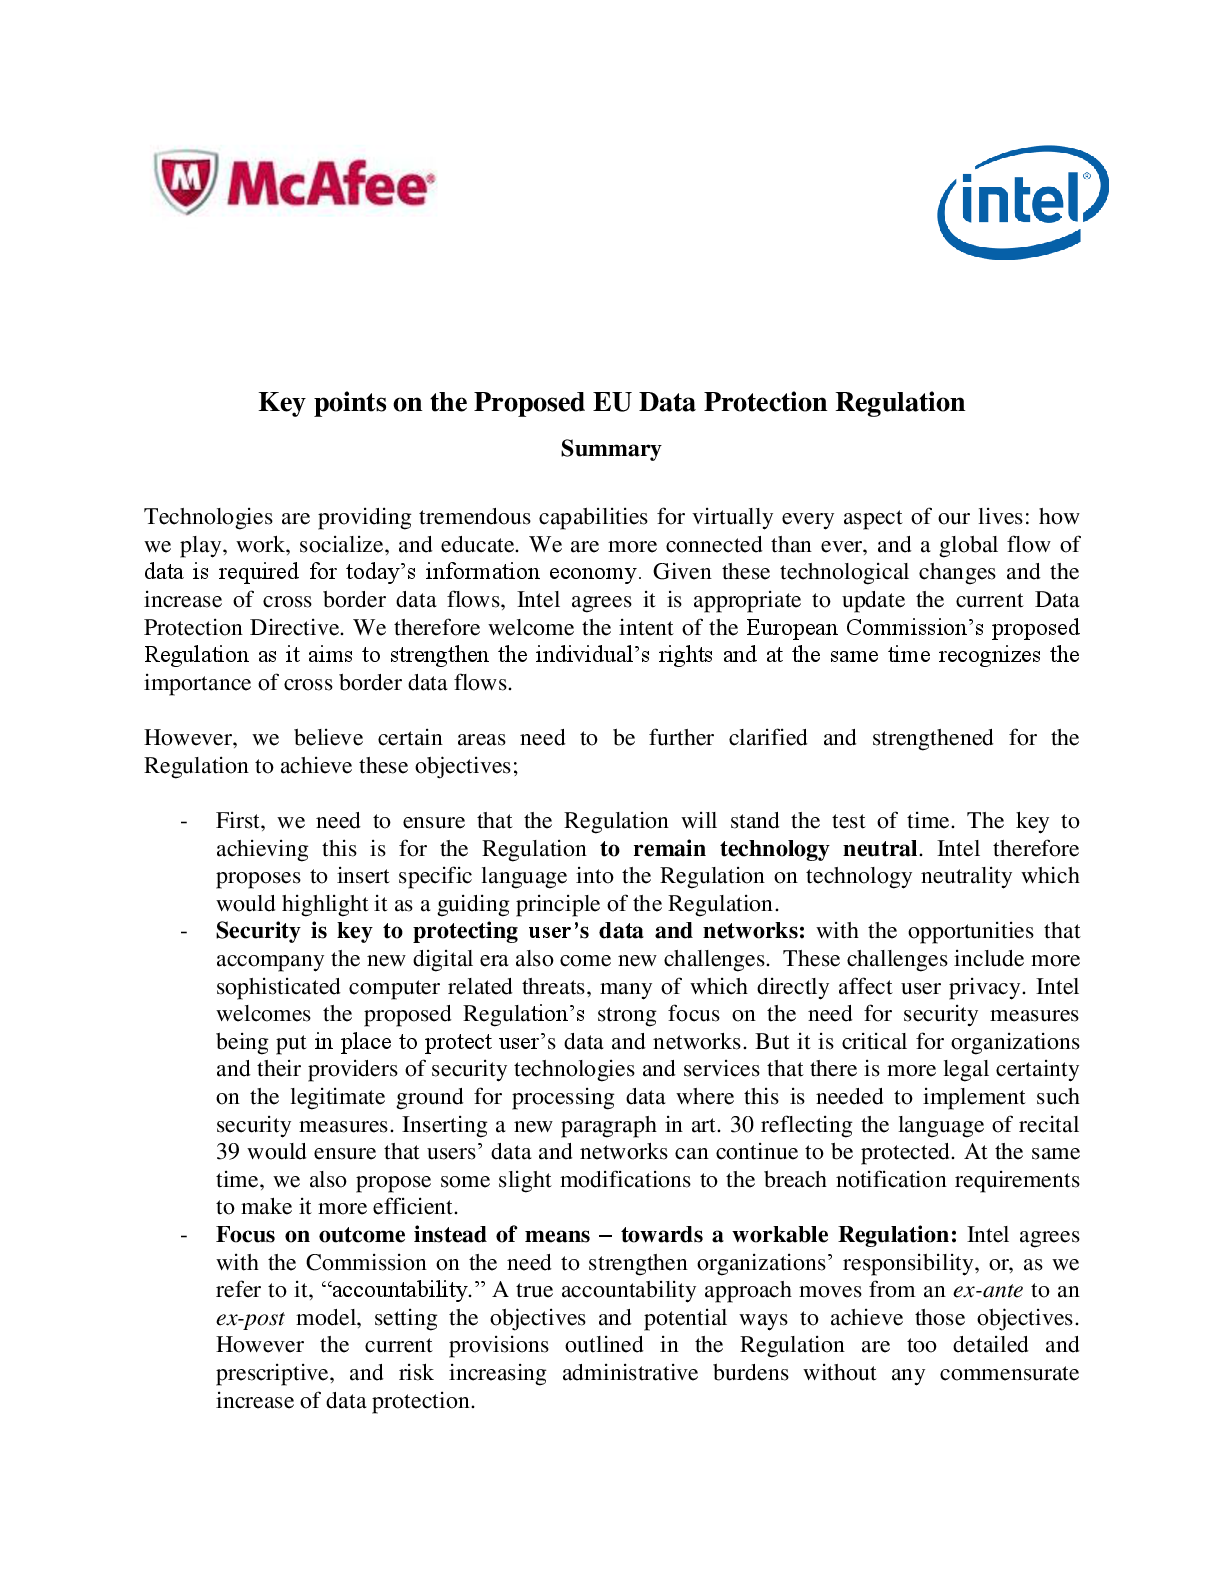 McAfee®
intel®
Key points on the Proposed EU Data Protection Regulation
Summary
Technologies are providing tremendous capabilities for virtually every aspect of our lives: how
we play, work, socialize, and educate. We are more connected than ever, and a global flow of
data is required for today’s information economy. Given these technological changes and the
increase of cross border data flows, Intel agrees it is appropriate to update the current Data
Protection Directive. We therefore welcome the intent of the European Commission’s proposed
Regulation as it aims to strengthen the individual’s rights and at the same time recognizes the
importance of cross border data flows.
However, we believe certain areas need to be further clarified and strengthened for the
Regulation to achieve these objectives;
- First, we need to ensure that the Regulation will stand the test of time. The key to
achieving this is for the Regulation to remain technology neutral. Intel therefore
proposes to insert specific language into the Regulation on technology neutrality which
would highlight it as a guiding principle of the Regulation.
- Security is key to protecting user’s data and networks: with the opportunities that
accompany the new digital era also come new challenges. These challenges include more
sophisticated computer related threats, many of which directly affect user privacy. Intel
welcomes the proposed Regulation’s strong focus on the need for security measures
being put in place to protect user’s data and networks. But it is critical for organizations
and their providers of security technologies and services that there is more legal certainty
on the legitimate ground for processing data where this is needed to implement such
security measures. Inserting a new paragraph in art. 30 reflecting the language of recital
39 would ensure that users’ data and networks can continue to be protected. At the same
time, we also propose some slight modifications to the breach notification requirements
to make it more efficient.
- Focus on outcome instead of means – towards a workable Regulation: Intel agrees
with the Commission on the need to strengthen organizations’ responsibility, or, as we
refer to it, “accountability.” A true accountability approach moves from an ex-ante to an
ex-post model, setting the objectives and potential ways to achieve those objectives.
However the current provisions outlined in the Regulation are too detailed and
prescriptive, and risk increasing administrative burdens without any commensurate
increase of data protection.